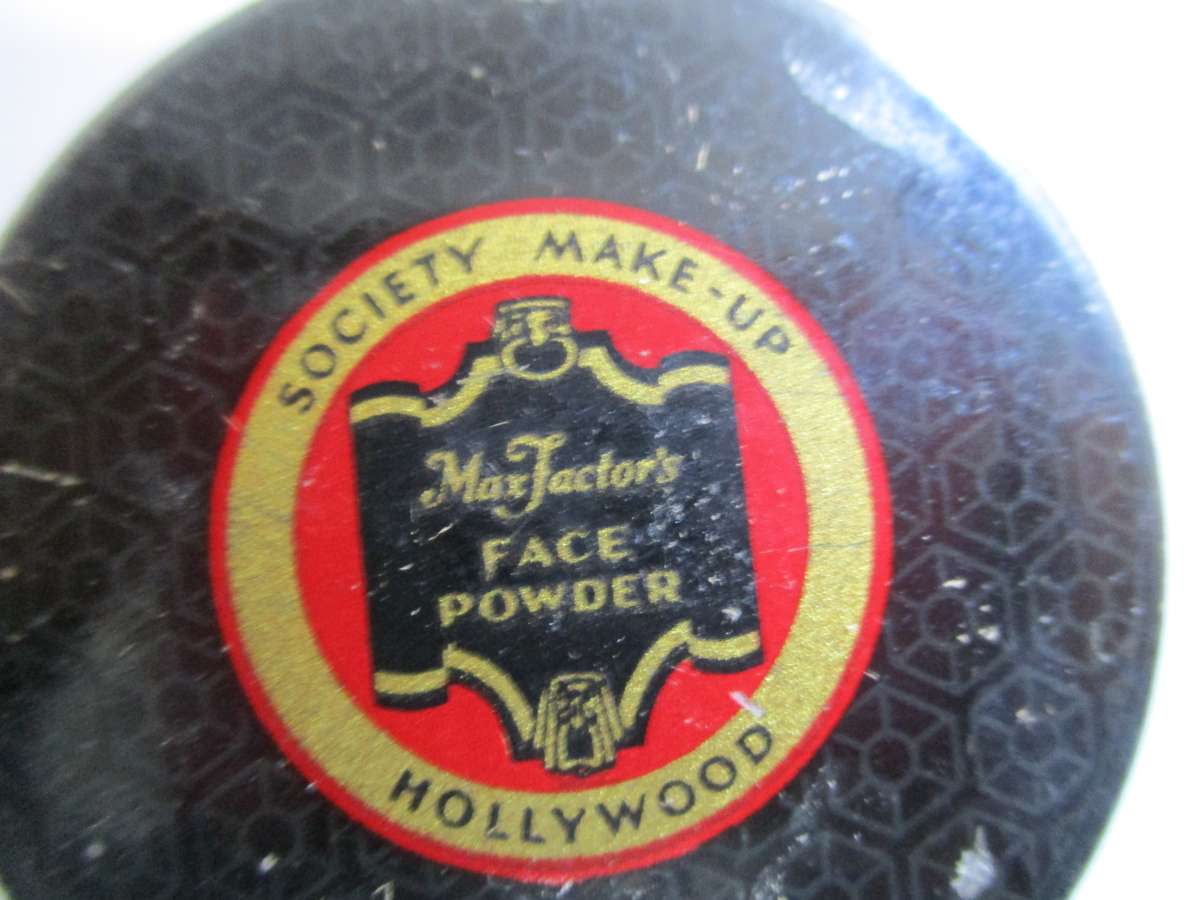 SOCIETY MAKE-UP
Max Factor's
FACE
POWDER
HOLLYWOOD